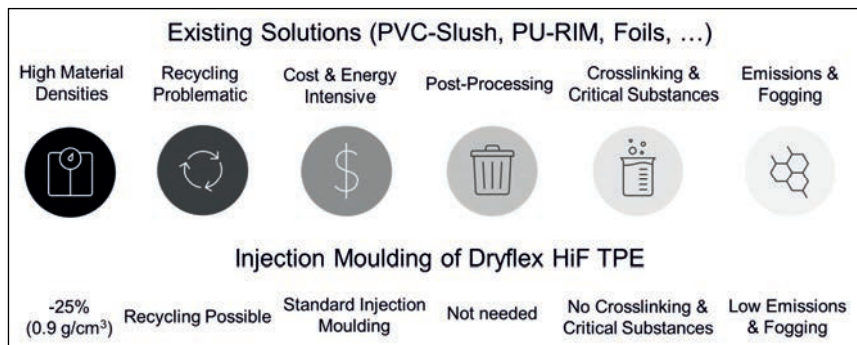 Existing Solutions (PVC-Slush, PU-RIM, Foils, …)
High Material
Densities
Recycling
Problematic
Cost & Energy
Intensive
Post-Processing
Crosslinking &
Critical Substances
Emissions &
Fogging
$
Injection Moulding of Dryflex HiF TPE
-25%
(0.9 g/cm³)
Recycling Possible
Standard Injection
Moulding
Not needed
No Crosslinking &
Critical Substances
Low Emissions
& Fogging